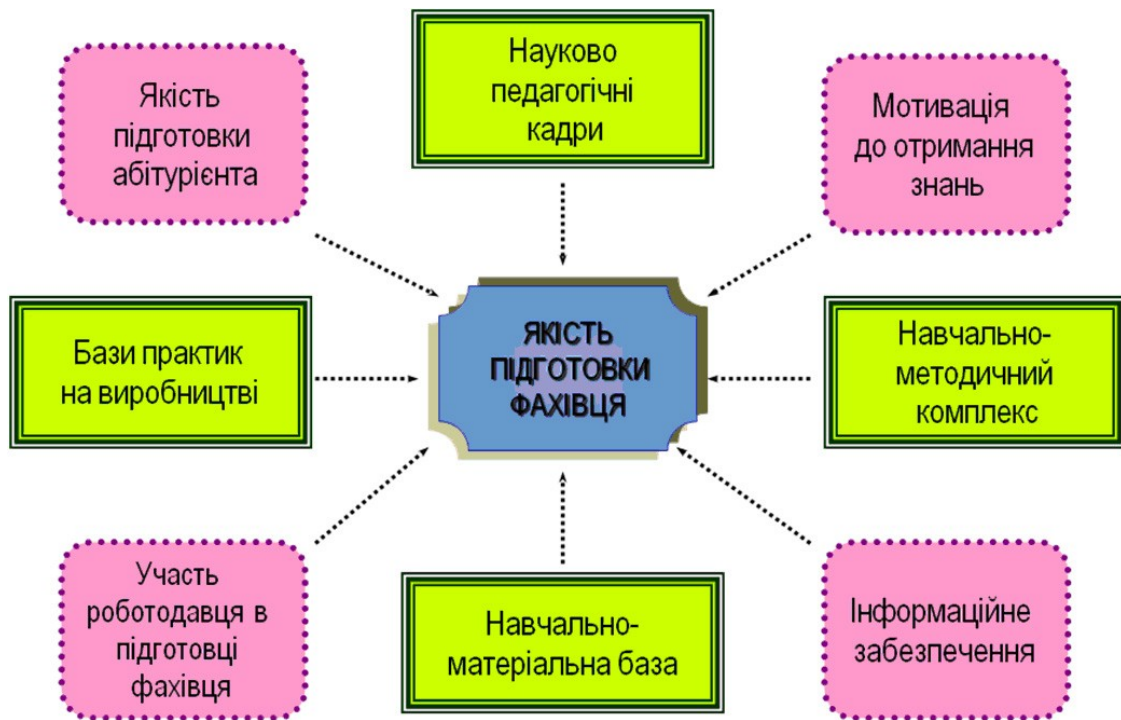 Якість
підготовки
абітурієнта
Науково
педагогічні
кадри
Мотивація
до отримання
знань
Бази практик
на виробництві
ЯКІСТЬ
ПІДГОТОВКИ
ФАХІВЦЯ
Навчально-
методичний
комплекс
Участь
роботодавця в
підготовці
фахівця
Навчально-
матеріальна база
Інформаційне
забезпечення